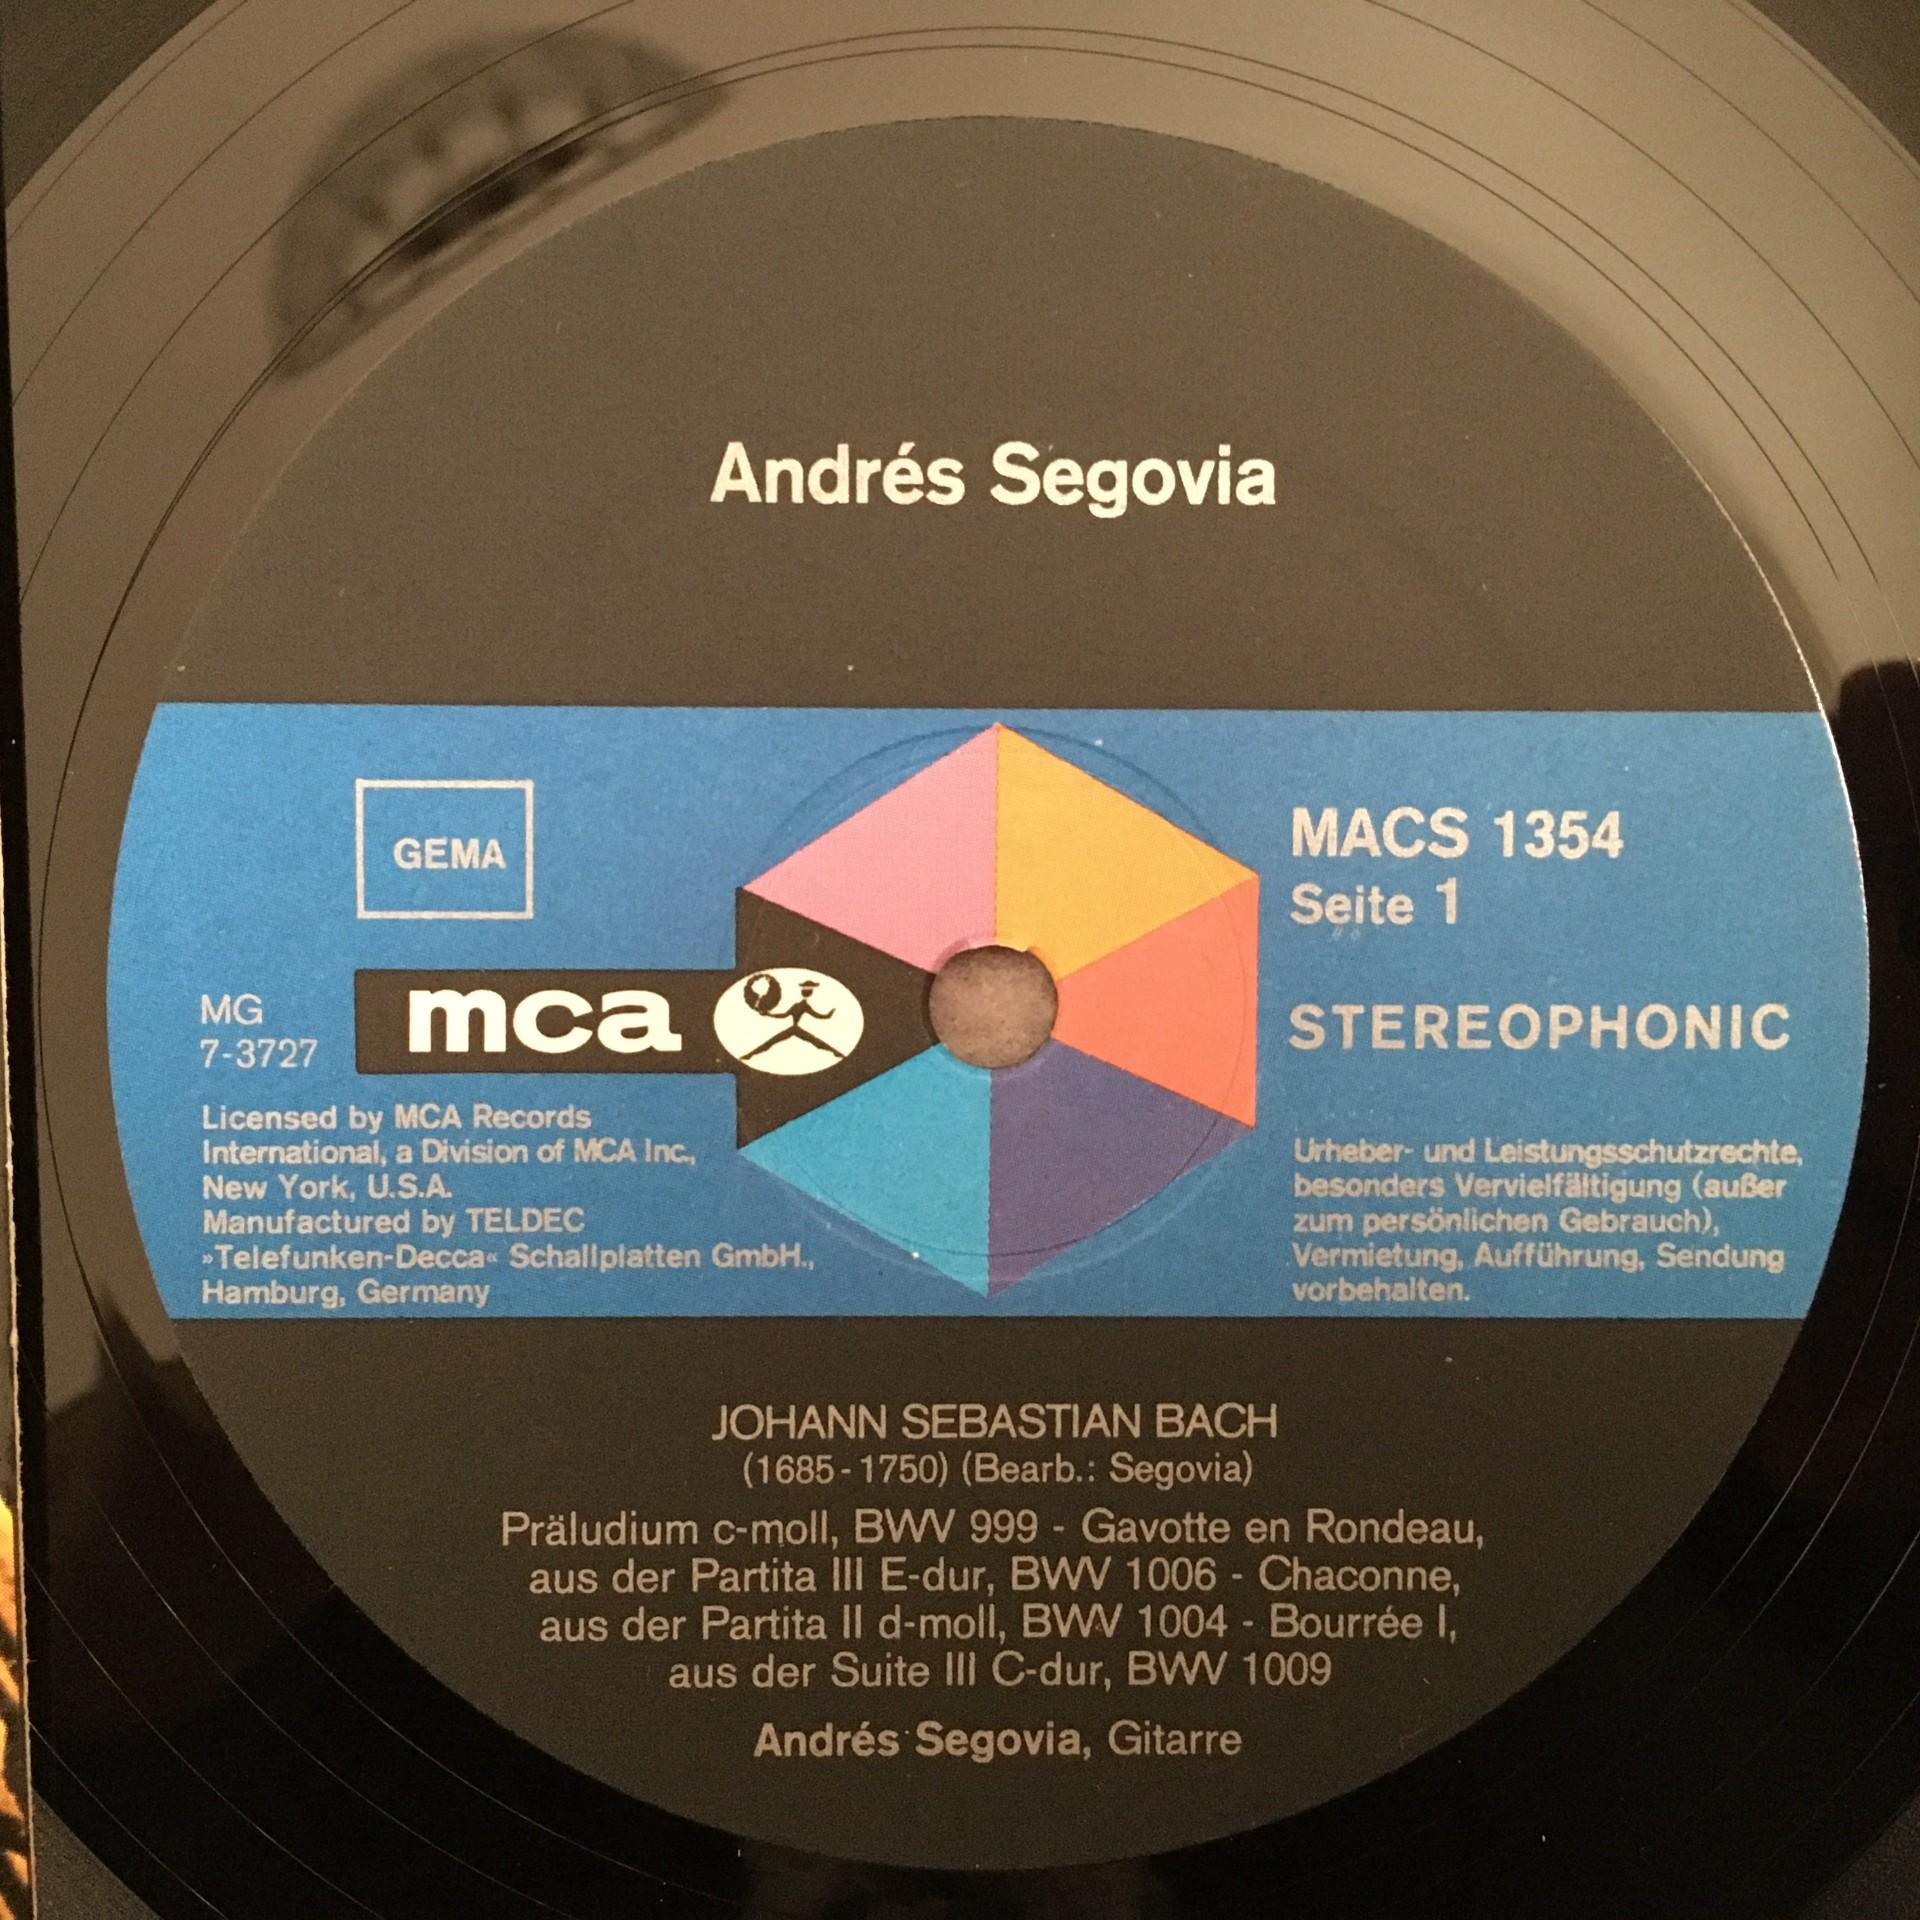 Andrés Segovia
GEMA
MACS 1354
Seite 1
MG
7-3727
mca
STEREOPHONIC
Licensed by MCA Records
International, a Division of MCA Inc.,
New York, U.S.A.
Manufactured by TELDEC
»Telefunken-Decca« Schallplatten GmbH.,
Hamburg, Germany
Urheber- und Leistungsschutzrechte,
besonders Vervielfältigung (außer
zum persönlichen Gebrauch),
Vermietung, Aufführung, Sendung
vorbehalten.
JOHANN SEBASTIAN BACH
(1685-1750) (Bearb.: Segovia)
Präludium c-moll, BWV 999 - Gavotte en Rondeau,
aus der Partita III E-dur, BWV 1006 - Chaconne,
aus der Partita II d-moll, BWV 1004 - Bourrée I,
aus der Suite III C-dur, BWV 1009
Andrés Segovia, Gitarre